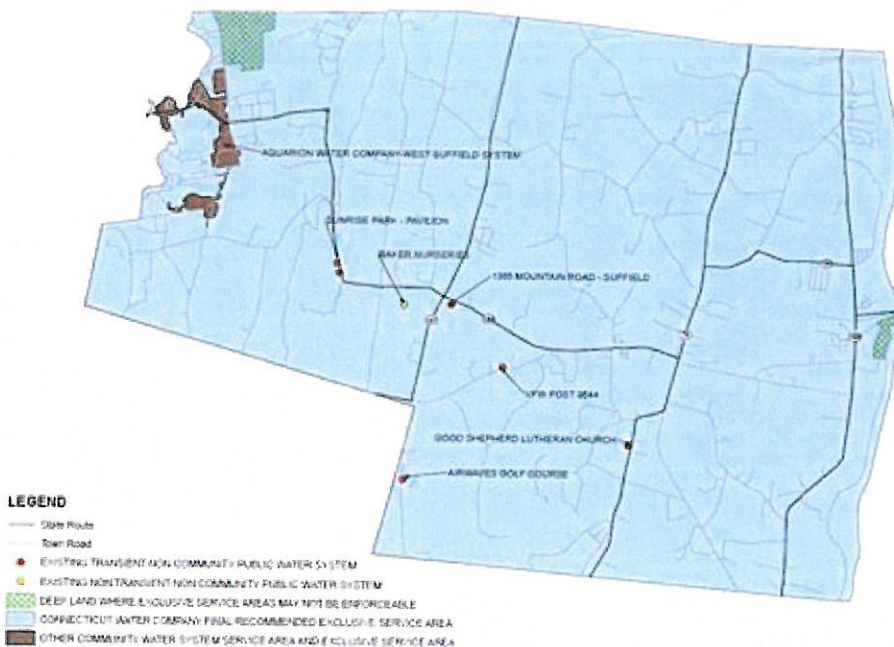 AQUARION WATER COMPANY-WEST SUFFIELD SYSTEM
SUNRISE PARK - PAVILION
BAKER NURSERIES
1365 MOUNTAIN ROAD - SUFFIELD
VFW POST 9544
GOOD SHEPHERD LUTHERAN CHURCH
AIRWAVES GOLF COURSE
LEGEND
State Route
Town Road
EXISTING TRANSIENT NON COMMUNITY PUBLIC WATER SYSTEM
EXISTING NON TRANSIENT NON COMMUNITY PUBLIC WATER SYSTEM
DEEP LAND WHERE EXCLUSIVE SERVICE AREAS MAY NOT BE ENFORCEABLE
CONNECTICUT WATER COMPANY FINAL RECOMMENDED EXCLUSIVE SERVICE AREA
OTHER COMMUNITY WATER SYSTEM SERVICE AREA AND EXCLUSIVE SERVICE AREA